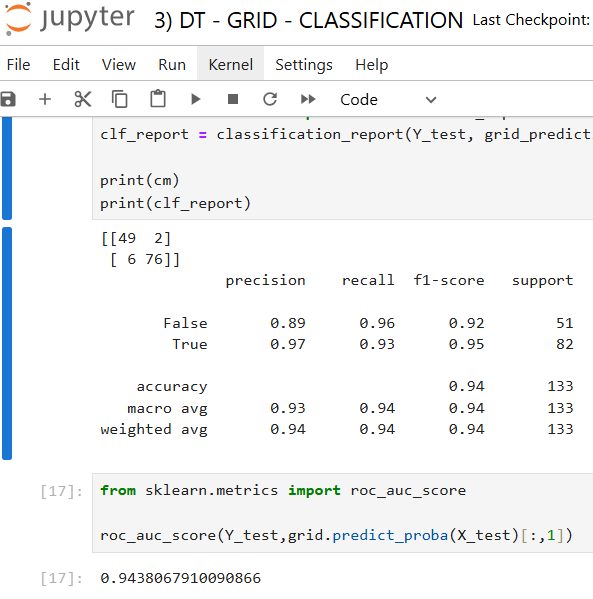 jupyter 3) DT - GRID - CLASSIFICATION Last Checkpoint:
File Edit View Run Kernel Settings Help
Code
clf_report = classification_report(Y_test, grid_predict
print(cm)
print(clf_report)
[[49  2]
 [ 6 76]]
precision recall f1-score support
False 0.89 0.96 0.92 51
True 0.97 0.93 0.95 82
accuracy 0.94 133
macro avg 0.93 0.94 0.94 133
weighted avg 0.94 0.94 0.94 133
[17]: from sklearn.metrics import roc_auc_score
roc_auc_score(Y_test,grid.predict_proba(X_test)[:,1])
[17]: 0.9438067910090866